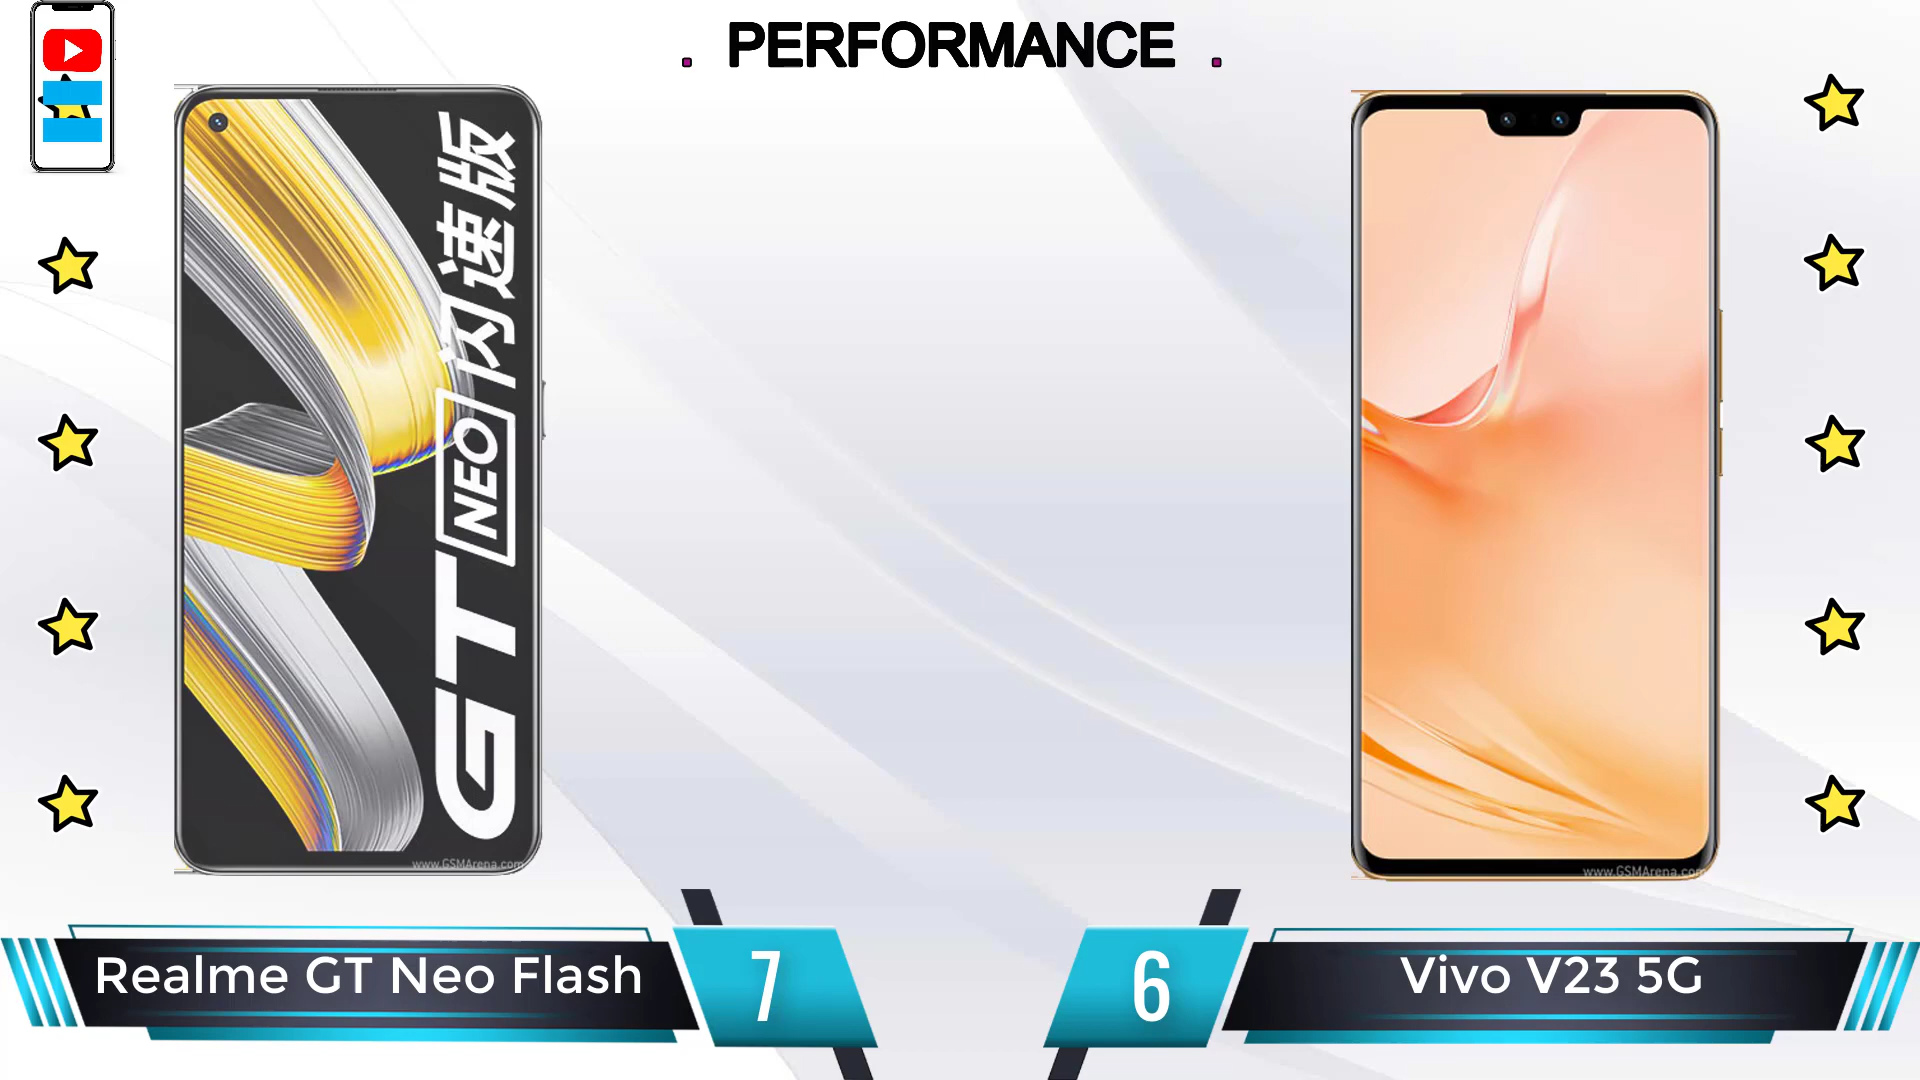 . PERFORMANCE .
GT NEO 闪速版
www.GSMArena.com
www.GSMArena.com
Realme GT Neo Flash
7
6
Vivo V23 5G